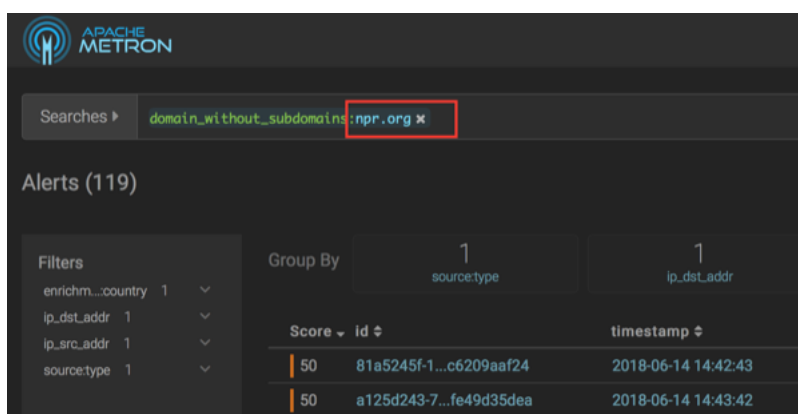 APACHE
METRON
Searches domain_without_subdomains:npr.org ×
Alerts (119)
Filters
enrichm...:country 1
ip_dst_addr 1
ip_src_addr 1
source:type 1
Group By
1
source:type
1
ip_dst_addr
Score id timestamp
50 81a5245f-1...c6209aaf24 2018-06-14 14:42:43
50 a125d243-7...fe49d35dea 2018-06-14 14:43:42